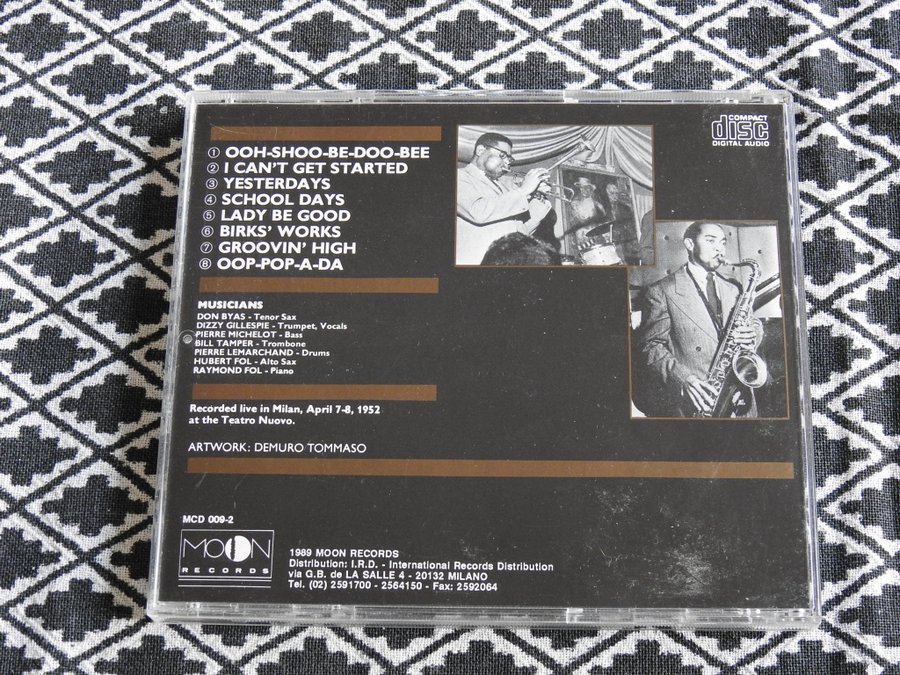 COMPACT
disc
DIGITAL AUDIO
① OOH-SHOO-BE-DOO-BEE
② I CAN'T GET STARTED
③ YESTERDAYS
④ SCHOOL DAYS
⑤ LADY BE GOOD
⑥ BIRKS' WORKS
⑦ GROOVIN' HIGH
⑧ OOP-POP-A-DA
MUSICIANS
DON BYAS - Tenor Sax
DIZZY GILLESPIE - Trumpet, Vocals
PIERRE MICHELOT - Bass
BILL TAMPER - Trombone
PIERRE LEMARCHAND - Drums
HUBERT FOL - Alto Sax
RAYMOND FOL - Piano
Recorded live in Milan, April 7-8, 1952
at the Teatro Nuovo.
ARTWORK: DEMURO TOMMASO
MCD 009-2
MOON
RECORDS
1989 MOON RECORDS
Distribution: I.R.D. - International Records Distribution
via G.B. de LA SALLE 4 - 20132 MILANO
Tel. (02) 2591700 - 2564150 - Fax: 2592064